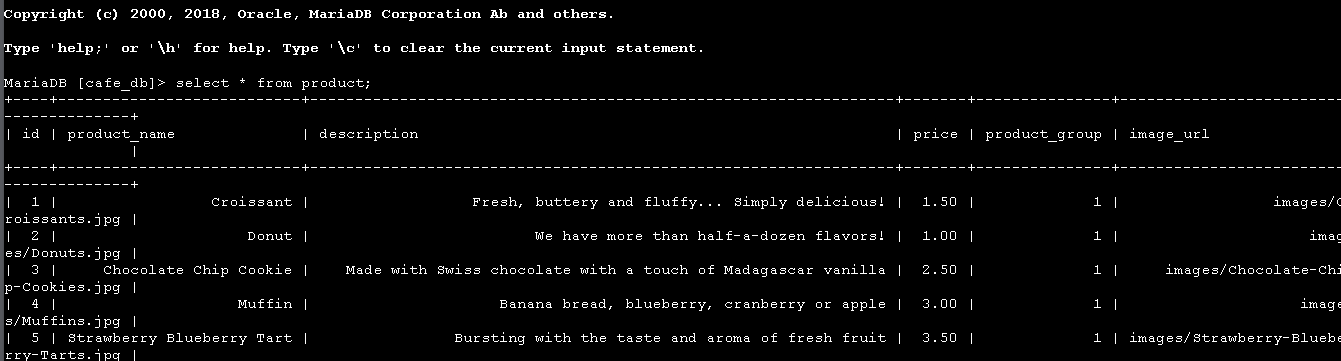 Copyright (c) 2000, 2018, Oracle, MariaDB Corporation Ab and others.
Type 'help;' or '\h' for help. Type '\c' to clear the current input statement.
MariaDB [cafe_db]> select * from product;
+----+---------------------------+-----------------------------------------------------------------+-------+---------------+-------------------------
--------------+
| id | product_name              | description                                                     | price | product_group | image_url
              |
+----+---------------------------+-----------------------------------------------------------------+-------+---------------+-------------------------
--------------+
|  1 |                 Croissant |                  Fresh, buttery and fluffy... Simply delicious! |  1.50 |             1 |                 images/C
roissants.jpg |
|  2 |                     Donut |                         We have more than half-a-dozen flavors! |  1.00 |             1 |                     imag
es/Donuts.jpg |
|  3 |     Chocolate Chip Cookie |    Made with Swiss chocolate with a touch of Madagascar vanilla |  2.50 |             1 |     images/Chocolate-Chi
p-Cookies.jpg |
|  4 |                    Muffin |                     Banana bread, blueberry, cranberry or apple |  3.00 |             1 |                    image
s/Muffins.jpg |
|  5 | Strawberry Blueberry Tart |                Bursting with the taste and aroma of fresh fruit |  3.50 |             1 | images/Strawberry-Blueb
rry-Tarts.jpg |